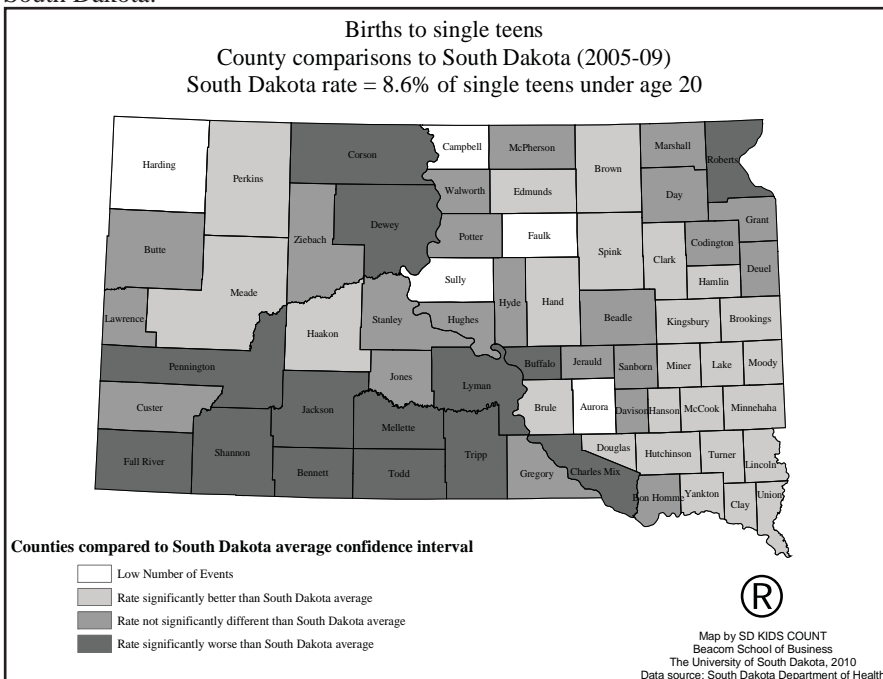 South Dakota.
Births to single teens
County comparisons to South Dakota (2005-09)
South Dakota rate = 8.6% of single teens under age 20
Harding
Perkins
Corson
Campbell
McPherson
Brown
Marshall
Roberts
Walworth
Edmunds
Day
Dewey
Ziebach
Butte
Potter
Faulk
Spink
Clark
Codington
Grant
Deuel
Hamlin
Meade
Sully
Hyde
Hand
Lawrence
Haakon
Stanley
Hughes
Beadle
Kingsbury
Brookings
Pennington
Jones
Lyman
Buffalo
Jerauld
Sanborn
Miner
Lake
Moody
Custer
Jackson
Mellette
Brule
Aurora
Davison
Hanson
McCook
Minnehaha
Fall River
Shannon
Bennett
Todd
Tripp
Gregory
Charles Mix
Douglas
Hutchinson
Turner
Lincoln
Bon Homme
Yankton
Clay
Union
Counties compared to South Dakota average confidence interval
Low Number of Events
Rate significantly better than South Dakota average
Rate not significantly different than South Dakota average
Rate significantly worse than South Dakota average
®
Map by SD KIDS COUNT
Beacom School of Business
The University of South Dakota, 2010
Data source: South Dakota Department of Health